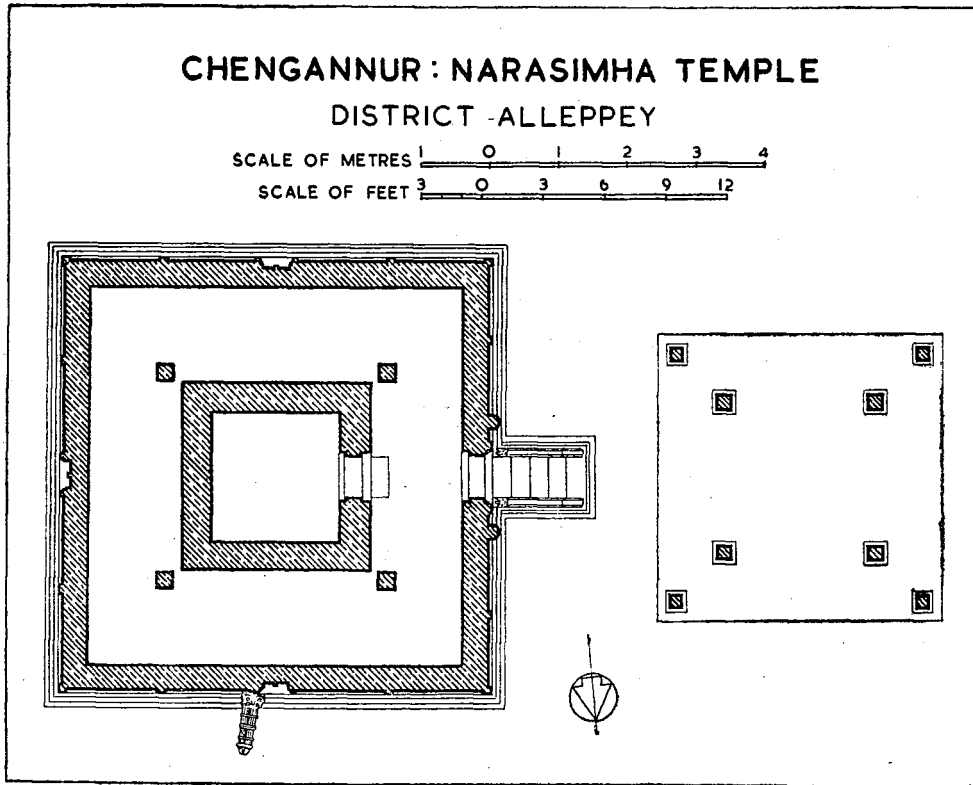 CHENGANNUR : NARASIMHA TEMPLE
DISTRICT - ALLEPPEY
SCALE OF METRES 1 0 1 2 3 4
SCALE OF FEET 3 0 3 6 9 12